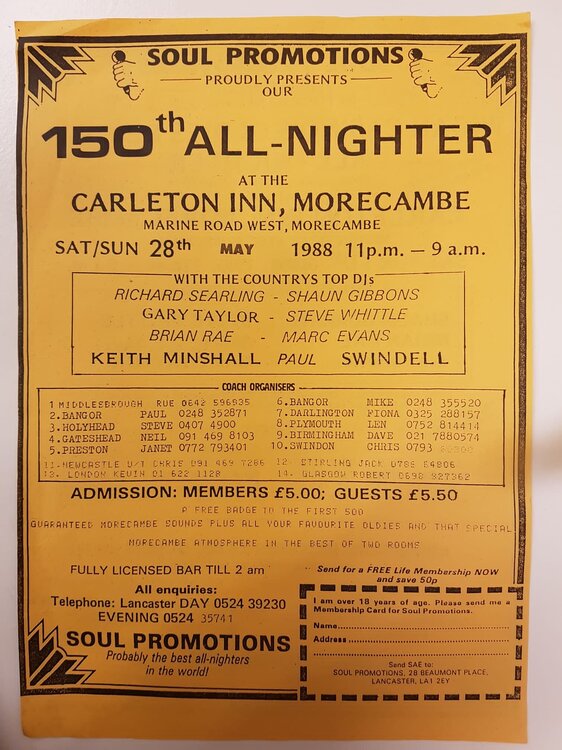 SOUL PROMOTIONS
PROUDLY PRESENTS
OUR
150th ALL-NIGHTER
AT THE
CARLETON INN, MORECAMBE
MARINE ROAD WEST, MORECAMBE
SAT/SUN 28th MAY 1988 11p.m. — 9 a.m.
WITH THE COUNTRYS TOP DJs
RICHARD SEARLING - SHAUN GIBBONS
GARY TAYLOR - STEVE WHITTLE
BRIAN RAE - MARC EVANS
KEITH MINSHALL PAUL SWINDELL
COACH ORGANISERS
1 MIDDLESBROUGH RUE 0642 596935
2. BANGOR PAUL 0248 352871
3. HOLYHEAD STEVE 0407 4900
4. GATESHEAD NEIL 091 469 8103
5. PRESTON JANET 0772 793401
6. BANGOR MIKE 0248 355520
7. DARLINGTON FIONA 0325 288157
8. PLYMOUTH LEN 0752 814414
9. BIRMINGHAM DAVE 021 7880574
10. SWINDON CHRIS 0793
11. NEWCASTLE U/T CHRIS 091 469 7286 12. STIRLING JACK 0786 64806
13. LONDON KEVIN 01 622 1128 14. GLASGOW ROBERT 0698 927362
ADMISSION: MEMBERS £5.00; GUESTS £5.50
A FREE BADGE TO THE FIRST 500
GUARANTEED MORECAMBE SOUNDS PLUS ALL YOUR FAVOURITE OLDIES AND THAT SPECIAL
MORECAMBE ATMOSPHERE IN THE BEST OF TWO ROOMS
FULLY LICENSED BAR TILL 2 am
All enquiries:
Telephone: Lancaster DAY 0524 39230
EVENING 0524 35741
SOUL PROMOTIONS
Probably the best all-nighters
in the world!
Send for a FREE Life Membership NOW
and save 50p
I am over 18 years of age. Please send me a
Membership Card for Soul Promotions.
Name
Address
Send SAE to:
SOUL PROMOTIONS, 28 BEAUMONT PLACE,
LANCASTER, LA1 2EY